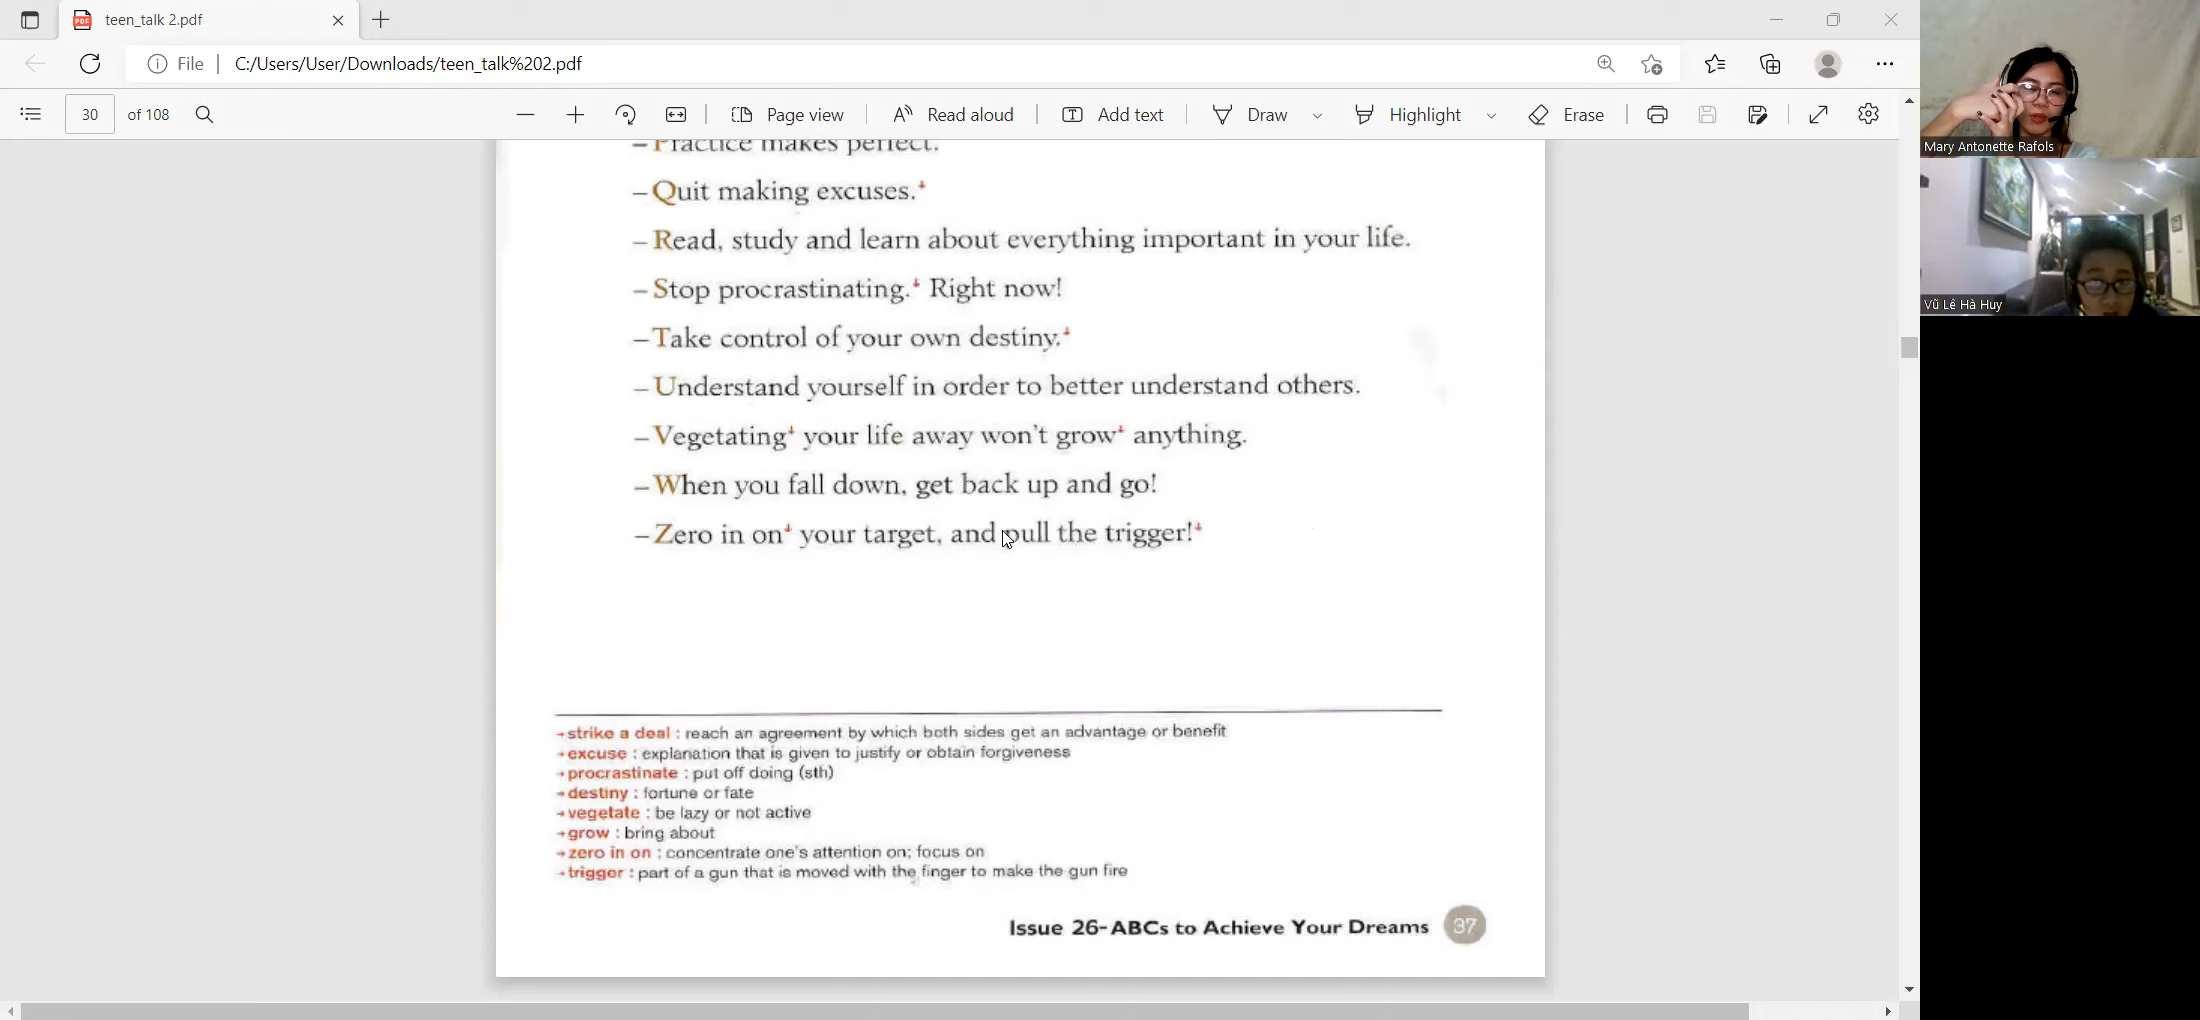 teen_talk 2.pdf
File
C:/Users/User/Downloads/teen_talk%202.pdf
30 of 108
Page view
Read aloud
Add text
Draw
Highlight
Erase
– Practice makes perfect.
– Quit making excuses.
– Read, study and learn about everything important in your life.
– Stop procrastinating. Right now!
– Take control of your own destiny.
– Understand yourself in order to better understand others.
– Vegetating your life away won't grow anything.
– When you fall down, get back up and go!
– Zero in on your target, and pull the trigger!
strike a deal : reach an agreement by which both sides get an advantage or benefit
excuse : explanation that is given to justify or obtain forgiveness
procrastinate : put off doing (sth)
destiny : fortune or fate
vegetate : be lazy or not active
grow : bring about
zero in on : concentrate one's attention on; focus on
trigger : part of a gun that is moved with the finger to make the gun fire
Issue 26-ABCs to Achieve Your Dreams 37
Mary Antonette Rafols
Vũ Lê Hà Huy